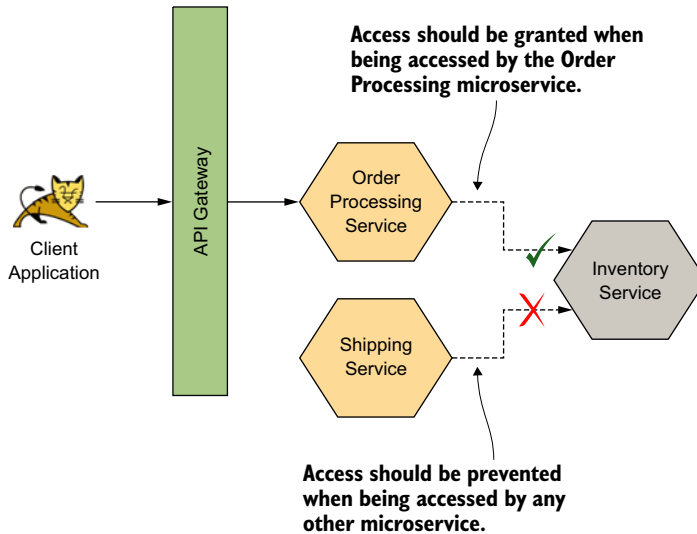 Access should be granted when
being accessed by the Order
Processing microservice.
Client
Application
API Gateway
Order
Processing
Service
Inventory
Service
Shipping
Service
Access should be prevented
when being accessed by any
other microservice.